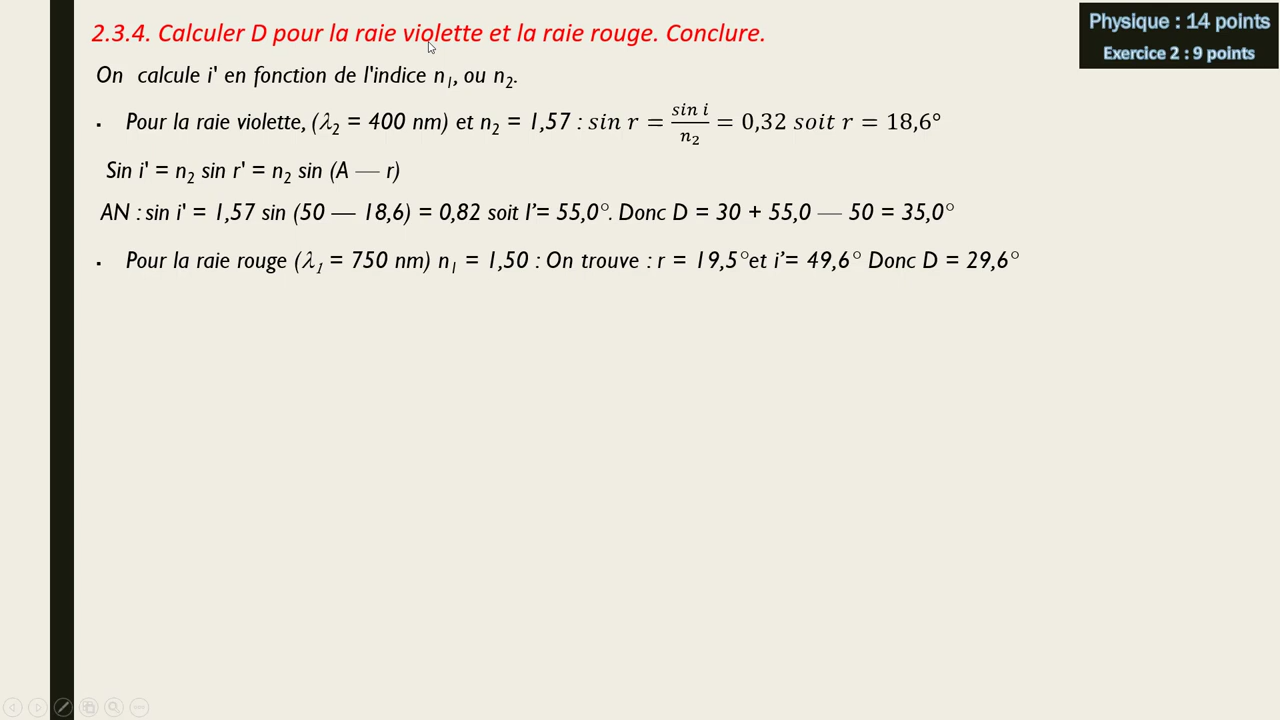 2.3.4. Calculer D pour la raie violette et la raie rouge. Conclure.
Physique : 14 points
Exercice 2 : 9 points
On calcule i' en fonction de l'indice n1, ou n2.
▪ Pour la raie violette, (λ2 = 400 nm) et n2 = 1,57 : sin r = sin i / n2 = 0,32 soit r = 18,6°
Sin i' = n2 sin r' = n2 sin (A — r)
AN : sin i' = 1,57 sin (50 — 18,6) = 0,82 soit I’= 55,0°. Donc D = 30 + 55,0 — 50 = 35,0°
▪ Pour la raie rouge (λ1 = 750 nm) n1 = 1,50 : On trouve : r = 19,5°et i’= 49,6° Donc D = 29,6°